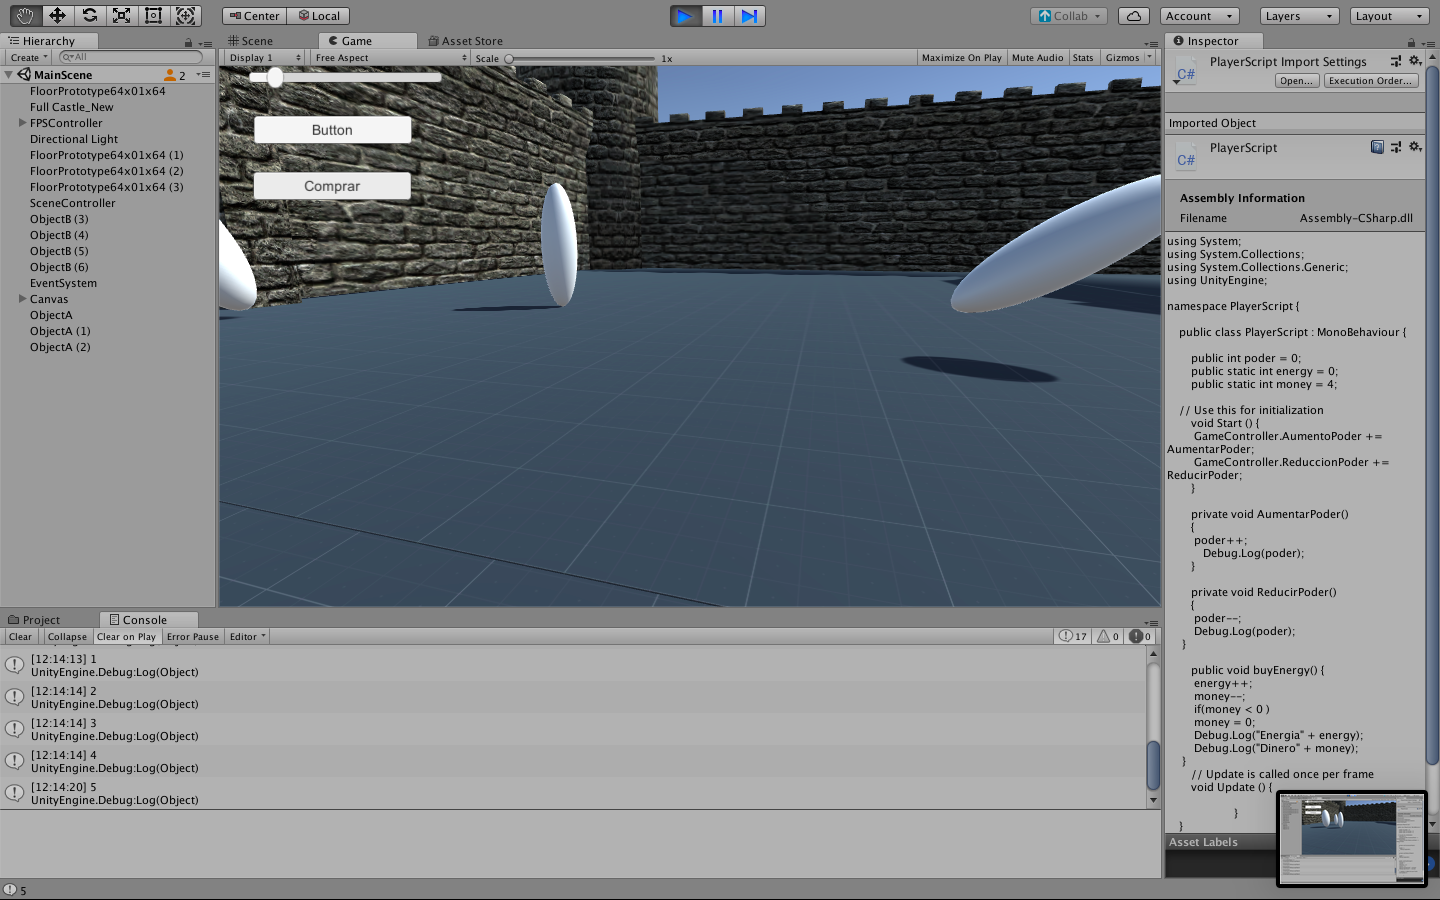 Center
Local
Collab
Account
Layers
Layout
Hierarchy
Scene
Game
Asset Store
Inspector
Create
All
Display 1
Free Aspect
Scale
1x
Maximize On Play
Mute Audio
Stats
Gizmos
MainScene
2
FloorPrototype64x01x64
Full Castle_New
FPSController
Directional Light
FloorPrototype64x01x64 (1)
FloorPrototype64x01x64 (2)
FloorPrototype64x01x64 (3)
SceneController
ObjectB (3)
ObjectB (4)
ObjectB (5)
ObjectB (6)
EventSystem
Canvas
ObjectA
ObjectA (1)
ObjectA (2)
Button
Comprar
C#
PlayerScript Import Settings
Open...
Execution Order...
Imported Object
C#
PlayerScript
Assembly Information
Filename
Assembly-CSharp.dll
using System;
using System.Collections;
using System.Collections.Generic;
using UnityEngine;
namespace PlayerScript {
public class PlayerScript : MonoBehaviour {
public int poder = 0;
public static int energy = 0;
public static int money = 4;
// Use this for initialization
void Start () {
GameController.AumentoPoder +=
AumentarPoder;
GameController.ReduccionPoder +=
ReducirPoder;
}
private void AumentarPoder()
{
poder++;
Debug.Log(poder);
}
private void ReducirPoder()
{
poder--;
Debug.Log(poder);
}
public void buyEnergy() {
energy++;
money--;
if(money < 0 )
money = 0;
Debug.Log("Energia" + energy);
Debug.Log("Dinero" + money);
}
// Update is called once per frame
void Update () {
}
}
Asset Labels
Project
Console
Clear
Collapse
Clear on Play
Error Pause
Editor
17
0
0
[12:14:13] 1
UnityEngine.Debug:Log(Object)
[12:14:14] 2
UnityEngine.Debug:Log(Object)
[12:14:14] 3
UnityEngine.Debug:Log(Object)
[12:14:14] 4
UnityEngine.Debug:Log(Object)
[12:14:20] 5
UnityEngine.Debug:Log(Object)
5